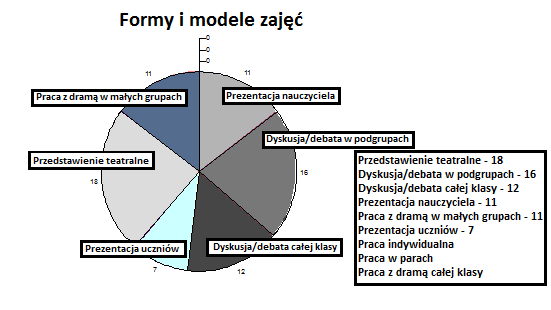 Formy i modele zajęć
0
0
0
11
11
Praca z dramą w małych grupach
Prezentacja nauczyciela
Dyskusja/debata w podgrupach
Przedstawienie teatralne
16
18
Prezentacja uczniów
Dyskusja/debata całej klasy
7
12
Przedstawienie teatralne - 18
Dyskusja/debata w podgrupach - 16
Dyskusja/debata całej klasy - 12
Prezentacja nauczyciela - 11
Praca z dramą w małych grupach - 11
Prezentacja uczniów - 7
Praca indywidualna
Praca w parach
Praca z dramą całej klasy